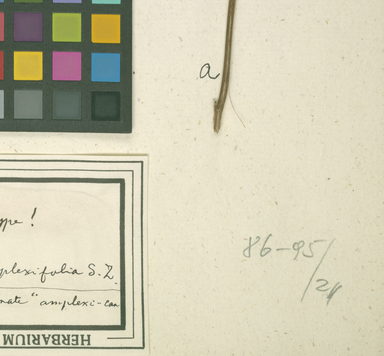 a
ype!
plexifolia S. Z.
nate "amplexi-cau
HERBARIUM
86-95/
24